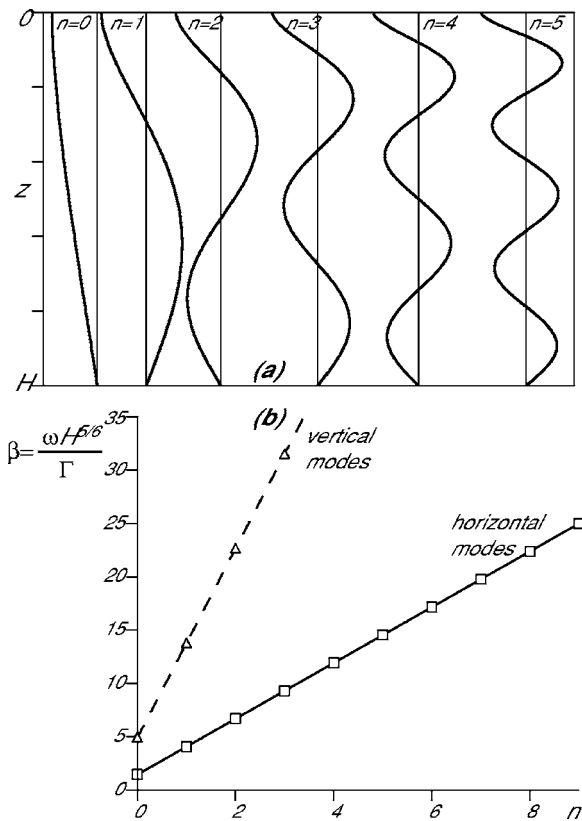 0 n=0 n=1 n=2 n=3 n=4 n=5
z
H (a)
(b)
β=ωH^5/6/Γ
35
30
25
20
15
10
5
0
vertical
modes
horizontal
modes
0 2 4 6 8 n